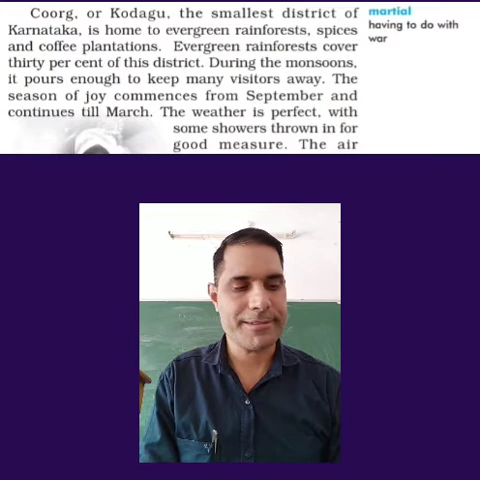 Coorg, or Kodagu, the smallest district of
Karnataka, is home to evergreen rainforests, spices
and coffee plantations. Evergreen rainforests cover
thirty per cent of this district. During the monsoons,
it pours enough to keep many visitors away. The
season of joy commences from September and
continues till March. The weather is perfect, with
some showers thrown in for
good measure. The air
martial
having to do with
war